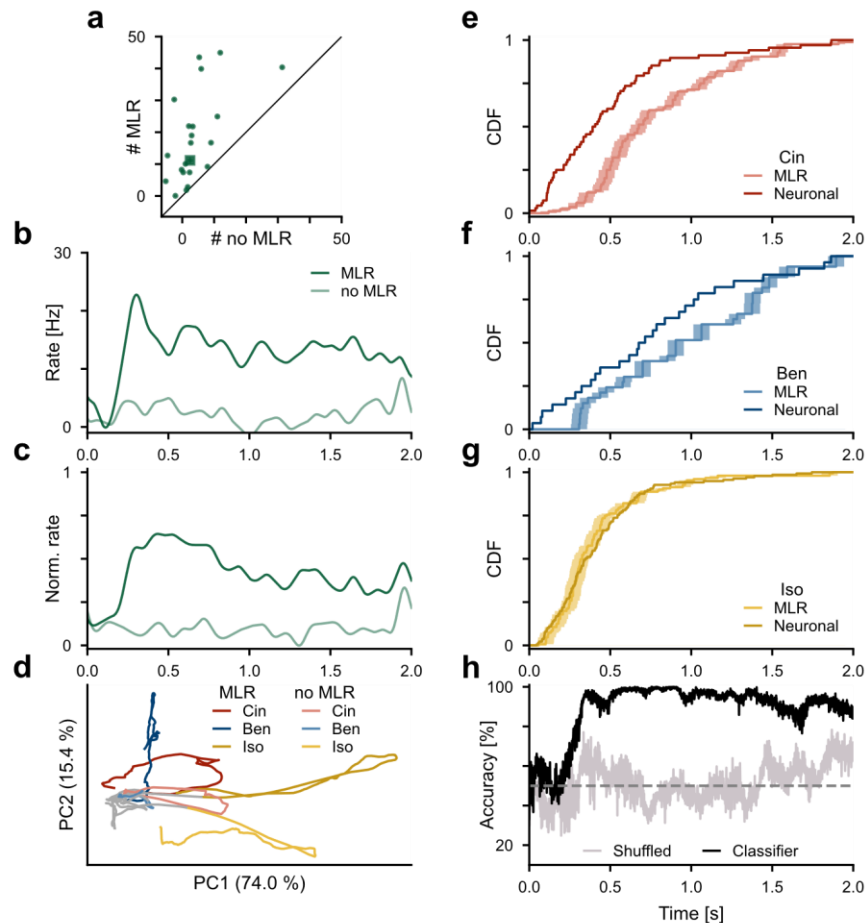 a
50
# MLR
0
0
50
# no MLR
b
30
Rate [Hz]
0
MLR
no MLR
0.0 0.5 1.0 1.5 2.0
c
1
Norm. rate
0
0.0 0.5 1.0 1.5 2.0
d
MLR no MLR
Cin Cin
Ben Ben
Iso Iso
PC2 (15.4 %)
PC1 (74.0 %)
e
1
CDF
0
Cin
MLR
Neuronal
0.0 0.5 1.0 1.5 2.0
f
1
CDF
0
Ben
MLR
Neuronal
0.0 0.5 1.0 1.5 2.0
g
1
CDF
0
Iso
MLR
Neuronal
0.0 0.5 1.0 1.5 2.0
h
100
Accuracy [%]
20
Shuffled Classifier
0.0 0.5 1.0 1.5 2.0
Time [s]